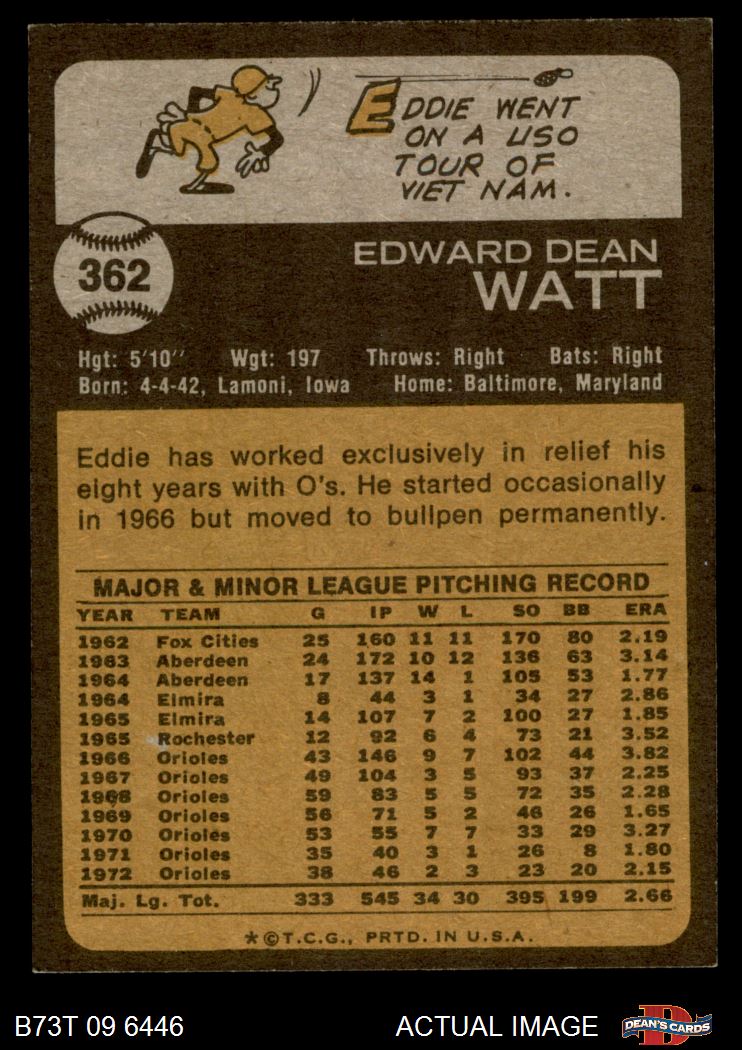 EDDIE WENT
ON A USO
TOUR OF
VIET NAM.
362
EDWARD DEAN
WATT
Hgt: 5'10" Wgt: 197 Throws: Right Bats: Right
Born: 4-4-42, Lamoni, Iowa Home: Baltimore, Maryland
Eddie has worked exclusively in relief his
eight years with O's. He started occasionally
in 1966 but moved to bullpen permanently.
MAJOR & MINOR LEAGUE PITCHING RECORD
YEAR TEAM G IP W L SO BB ERA
1962 Fox Cities 25 160 11 11 170 80 2.19
1963 Aberdeen 24 172 10 12 136 63 3.14
1964 Aberdeen 17 137 14 1 105 53 1.77
1964 Elmira 8 44 3 1 34 27 2.86
1965 Elmira 14 107 7 2 100 27 1.85
1965 Rochester 12 92 6 4 73 21 3.52
1966 Orioles 43 146 9 7 102 44 3.82
1967 Orioles 49 104 3 5 93 37 2.25
1968 Orioles 59 83 5 5 72 35 2.28
1969 Orioles 56 71 5 2 46 26 1.65
1970 Orioles 53 55 7 7 33 29 3.27
1971 Orioles 35 40 3 1 26 8 1.80
1972 Orioles 38 46 2 3 23 20 2.15
Maj. Lg. Tot. 333 545 34 30 395 199 2.66
*©T.C.G., PRTD. IN U.S.A.
B73T 09 6446 ACTUAL IMAGE D DEAN'S CARDS